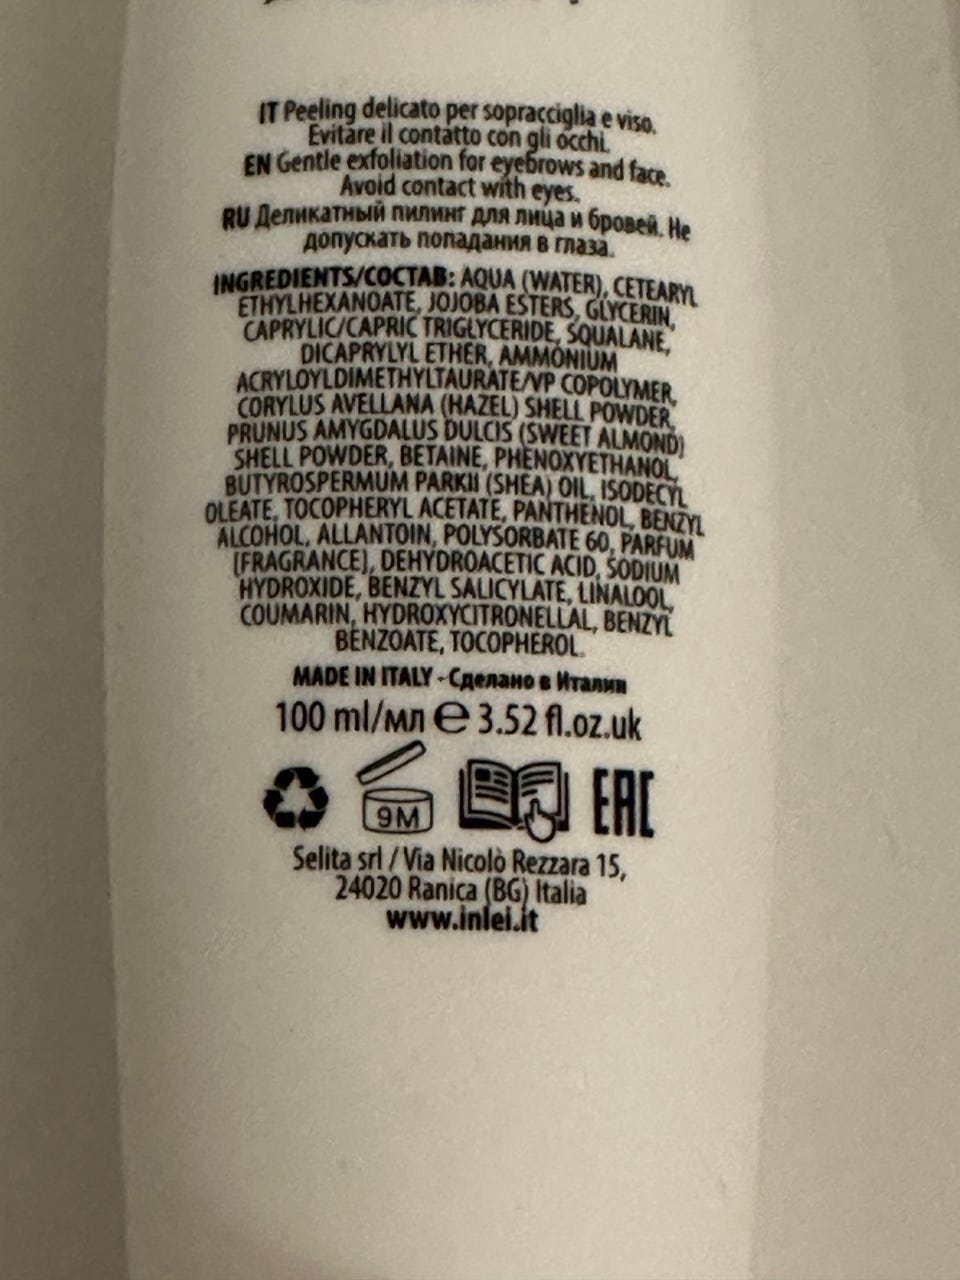 IT Peeling delicato per sopracciglia e viso.
Evitare il contatto con gli occhi.
EN Gentle exfoliation for eyebrows and face.
Avoid contact with eyes.
RU Деликатный пилинг для лица и бровей. Не
допускать попадания в глаза.
INGREDIENTS/СОСТАВ: AQUA (WATER), CETEARYL
ETHYLHEXANOATE, JOJOBA ESTERS, GLYCERIN,
CAPRYLIC/CAPRIC TRIGLYCERIDE, SQUALANE,
DICAPRYLYL ETHER, AMMONIUM
ACRYLOYLDIMETHYLTAURATE/VP COPOLYMER,
CORYLUS AVELLANA (HAZEL) SHELL POWDER,
PRUNUS AMYGDALUS DULCIS (SWEET ALMOND)
SHELL POWDER, BETAINE, PHENOXYETHANOL,
BUTYROSPERMUM PARKII (SHEA) OIL, ISODECYL
OLEATE, TOCOPHERYL ACETATE, PANTHENOL, BENZYL
ALCOHOL, ALLANTOIN, POLYSORBATE 60, PARFUM
[FRAGRANCE], DEHYDROACETIC ACID, SODIUM
HYDROXIDE, BENZYL SALICYLATE, LINALOOL,
COUMARIN, HYDROXYCITRONELLAL, BENZYL
BENZOATE, TOCOPHEROL.
MADE IN ITALY - Сделано в Италии
100 ml/мл ℮ 3.52 fl.oz.uk
9M EAC
Selita srl / Via Nicolò Rezzara 15,
24020 Ranica (BG) Italia
www.inlei.it